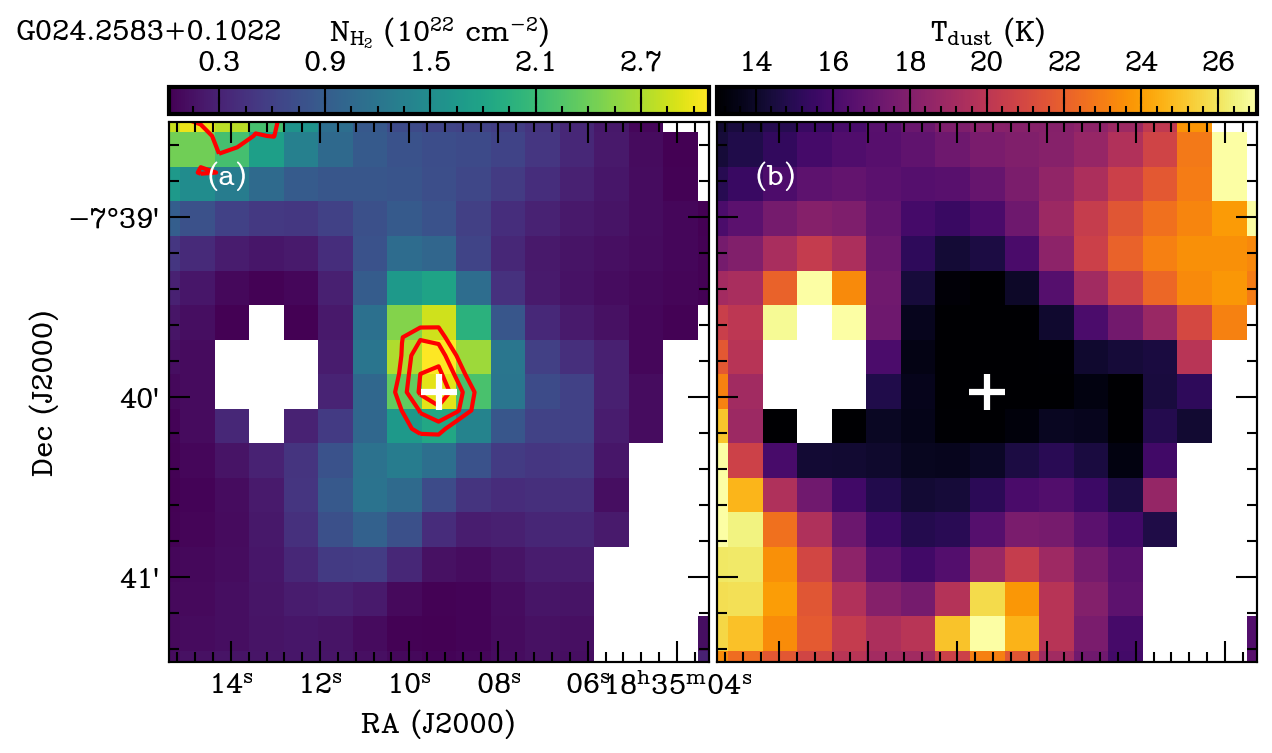 G024.2583+0.1022 N_H₂ (10²² cm⁻²) T_dust (K)
0.3 0.9 1.5 2.1 2.7 14 16 18 20 22 24 26
(a) (b)
−7°39'
40'
41'
Dec (J2000)
14ˢ 12ˢ 10ˢ 08ˢ 06ˢ 18ʰ35ᵐ04ˢ
RA (J2000)